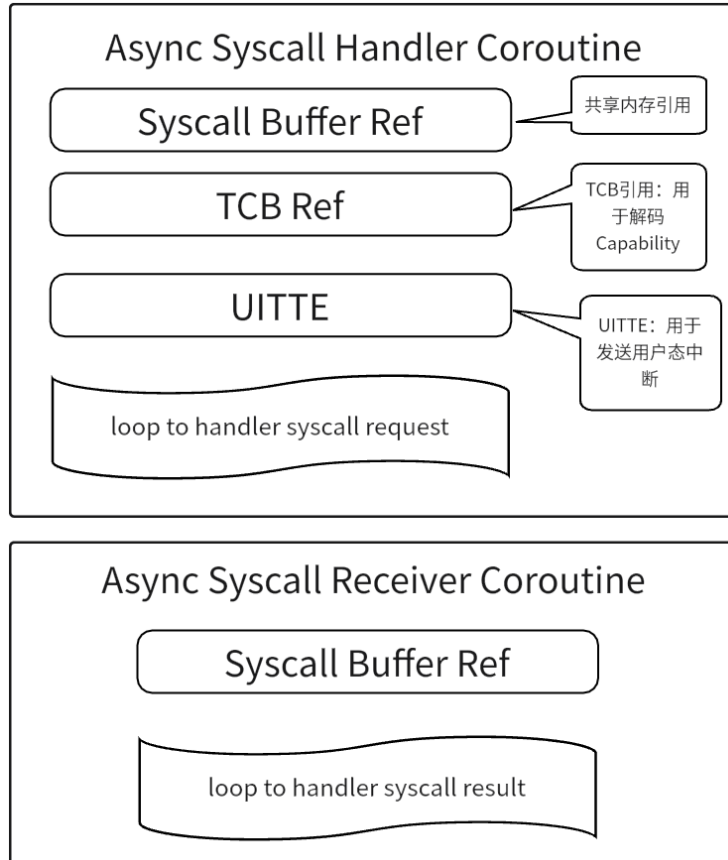 Async Syscall Handler Coroutine
Syscall Buffer Ref
共享内存引用
TCB Ref
TCB引用：用
于解码
Capability
UITTE
UITTE：用于
发送用户态中
断
loop to handler syscall request
Async Syscall Receiver Coroutine
Syscall Buffer Ref
loop to handler syscall result